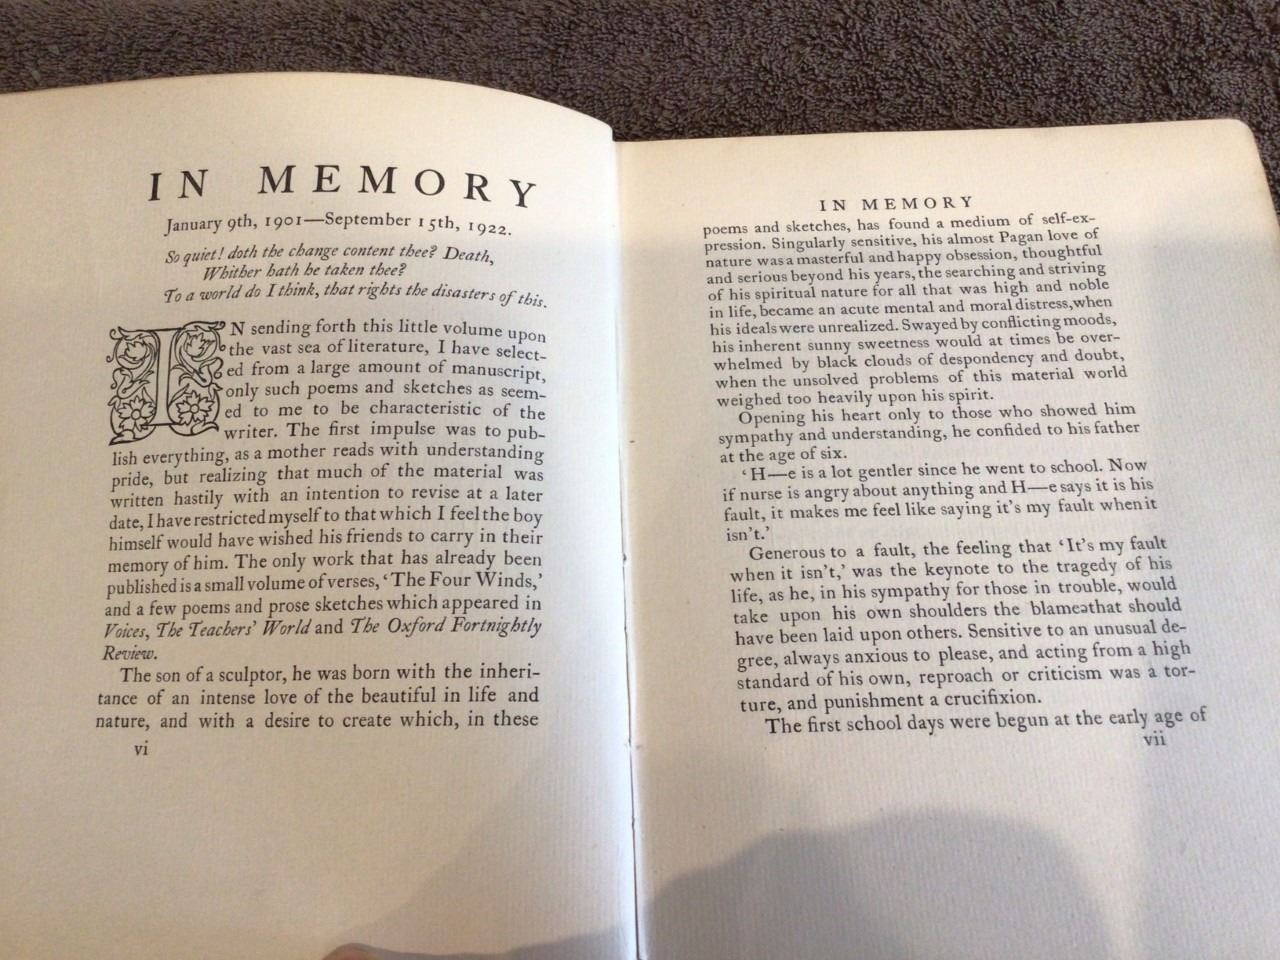 IN MEMORY
January 9th, 1901—September 15th, 1922.
So quiet! doth the change content thee? Death,
Whither hath he taken thee?
To a world do I think, that rights the disasters of this.
IN sending forth this little volume upon
the vast sea of literature, I have select-
ed from a large amount of manuscript,
only such poems and sketches as seem-
ed to me to be characteristic of the
writer. The first impulse was to pub-
lish everything, as a mother reads with understanding
pride, but realizing that much of the material was
written hastily with an intention to revise at a later
date, I have restricted myself to that which I feel the boy
himself would have wished his friends to carry in their
memory of him. The only work that has already been
published is a small volume of verses, ‘The Four Winds,’
and a few poems and prose sketches which appeared in
Voices, The Teachers' World and The Oxford Fortnightly
Review.
The son of a sculptor, he was born with the inheri-
tance of an intense love of the beautiful in life and
nature, and with a desire to create which, in these
vi
IN MEMORY
poems and sketches, has found a medium of self-ex-
pression. Singularly sensitive, his almost Pagan love of
nature was a masterful and happy obsession, thoughtful
and serious beyond his years, the searching and striving
of his spiritual nature for all that was high and noble
in life, became an acute mental and moral distress, when
his ideals were unrealized. Swayed by conflicting moods,
his inherent sunny sweetness would at times be over-
whelmed by black clouds of despondency and doubt,
when the unsolved problems of this material world
weighed too heavily upon his spirit.
Opening his heart only to those who showed him
sympathy and understanding, he confided to his father
at the age of six.
‘H—e is a lot gentler since he went to school. Now
if nurse is angry about anything and H—e says it is his
fault, it makes me feel like saying it's my fault when it
isn't.’
Generous to a fault, the feeling that ‘It's my fault
when it isn't,’ was the keynote to the tragedy of his
life, as he, in his sympathy for those in trouble, would
take upon his own shoulders the blame that should
have been laid upon others. Sensitive to an unusual de-
gree, always anxious to please, and acting from a high
standard of his own, reproach or criticism was a tor-
ture, and punishment a crucifixion.
The first school days were begun at the early age of
vii